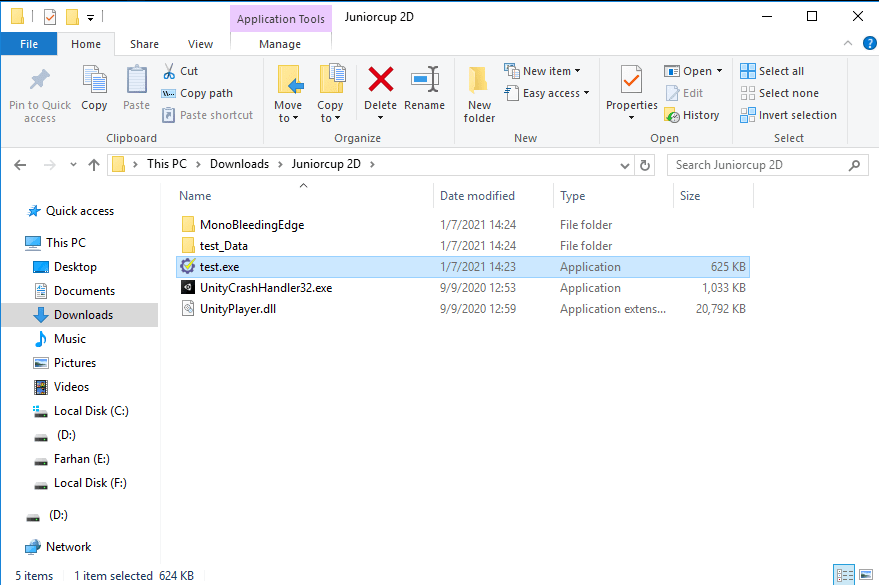 Application Tools
Juniorcup 2D
File
Home
Share
View
Manage
Pin to Quick access
Copy
Paste
Cut
Copy path
Paste shortcut
Clipboard
Move to
Copy to
Delete
Rename
Organize
New folder
New item
Easy access
New
Properties
Open
Edit
History
Open
Select all
Select none
Invert selection
Select
This PC > Downloads > Juniorcup 2D >
Search Juniorcup 2D
Quick access
This PC
Desktop
Documents
Downloads
Music
Pictures
Videos
Local Disk (C:)
(D:)
Farhan (E:)
Local Disk (F:)
(D:)
Network
Name Date modified Type Size
MonoBleedingEdge 1/7/2021 14:24 File folder
test_Data 1/7/2021 14:24 File folder
test.exe 1/7/2021 14:23 Application 625 KB
UnityCrashHandler32.exe 9/9/2020 12:53 Application 1,033 KB
UnityPlayer.dll 9/9/2020 12:59 Application extens... 20,792 KB
5 items 1 item selected 624 KB